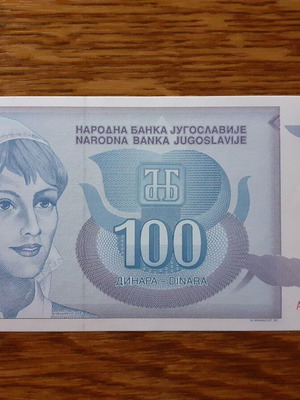 НАРОДНА БАНКА ЈУГОСЛАВИЈЕ
NARODNA BANKA JUGOSLAVIJE
100
ДИНАРА – DINARA
A